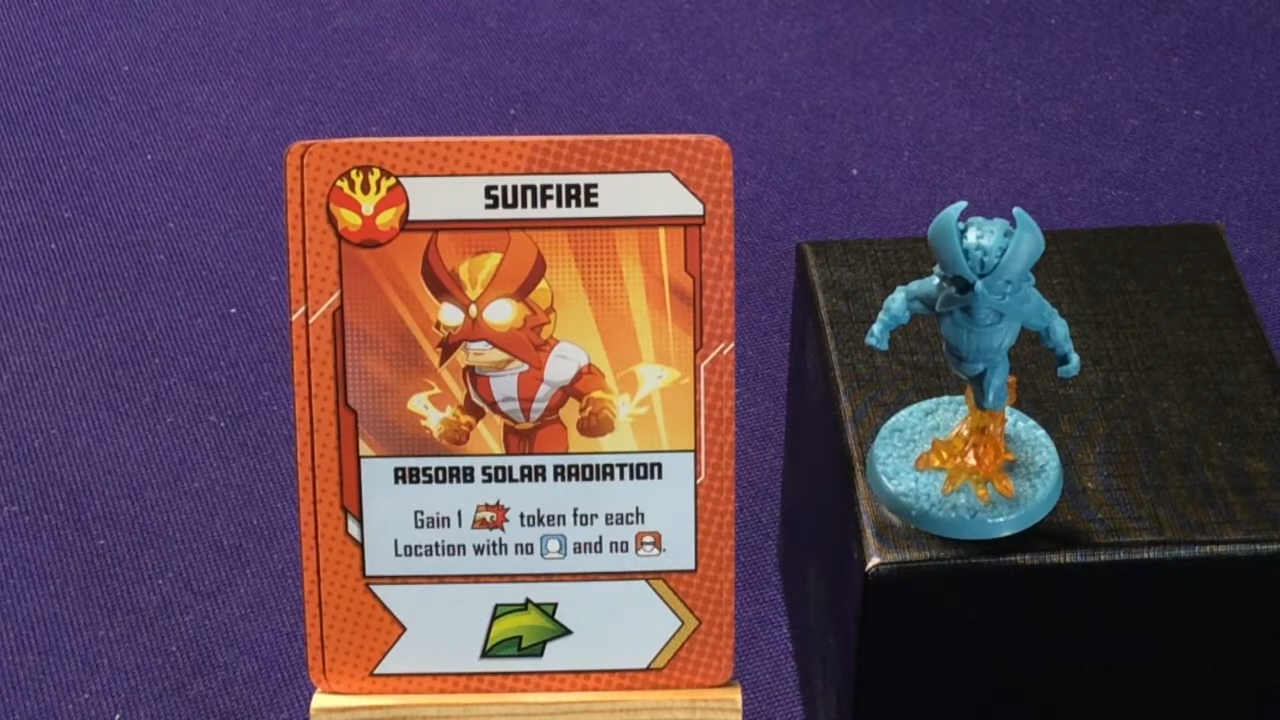 SUNFIRE
ABSORB SOLAR RADIATION
Gain 1 token for each
Location with no and no .